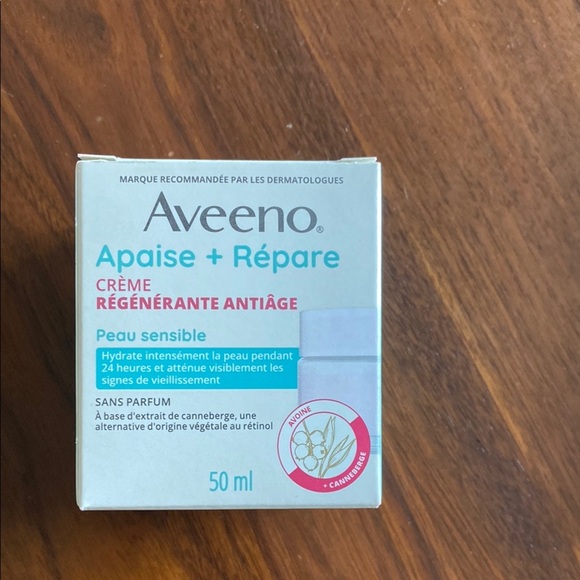 MARQUE RECOMMANDÉE PAR LES DERMATOLOGUES
Aveeno®
Apaise + Répare
CRÈME
RÉGÉNÉRANTE ANTIÂGE
Peau sensible
Hydrate intensément la peau pendant
24 heures et atténue visiblement les
signes de vieillissement
SANS PARFUM
À base d'extrait de canneberge, une
alternative d'origine végétale au rétinol
AVOINE
+ CANNEBERGE
50 ml